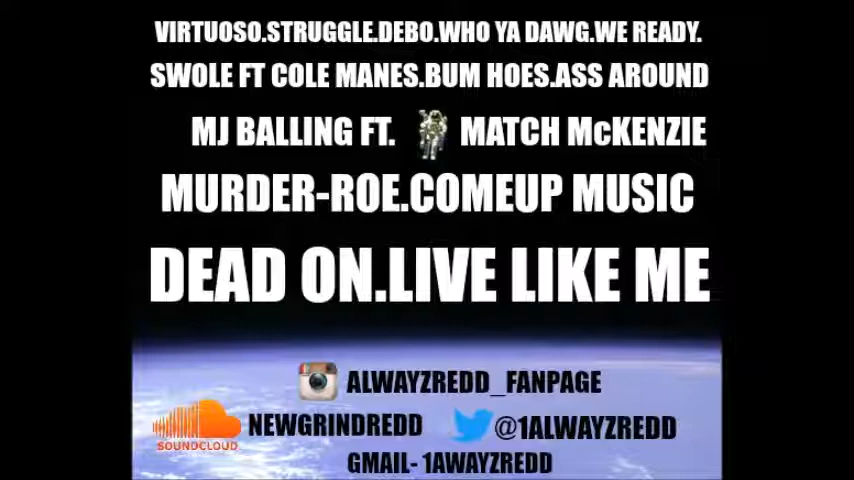 VIRTUOSO.STRUGGLE.DEBO.WHO YA DAWG.WE READY.
SWOLE FT COLE MANES.BUM HOES.ASS AROUND
MJ BALLING FT. MATCH McKENZIE
MURDER-ROE.COMEUP MUSIC
DEAD ON.LIVE LIKE ME
ALWAYZREDD_FANPAGE
SOUNDCLOUD NEWGRINDREDD @1ALWAYZREDD
GMAIL- 1AWAYZREDD